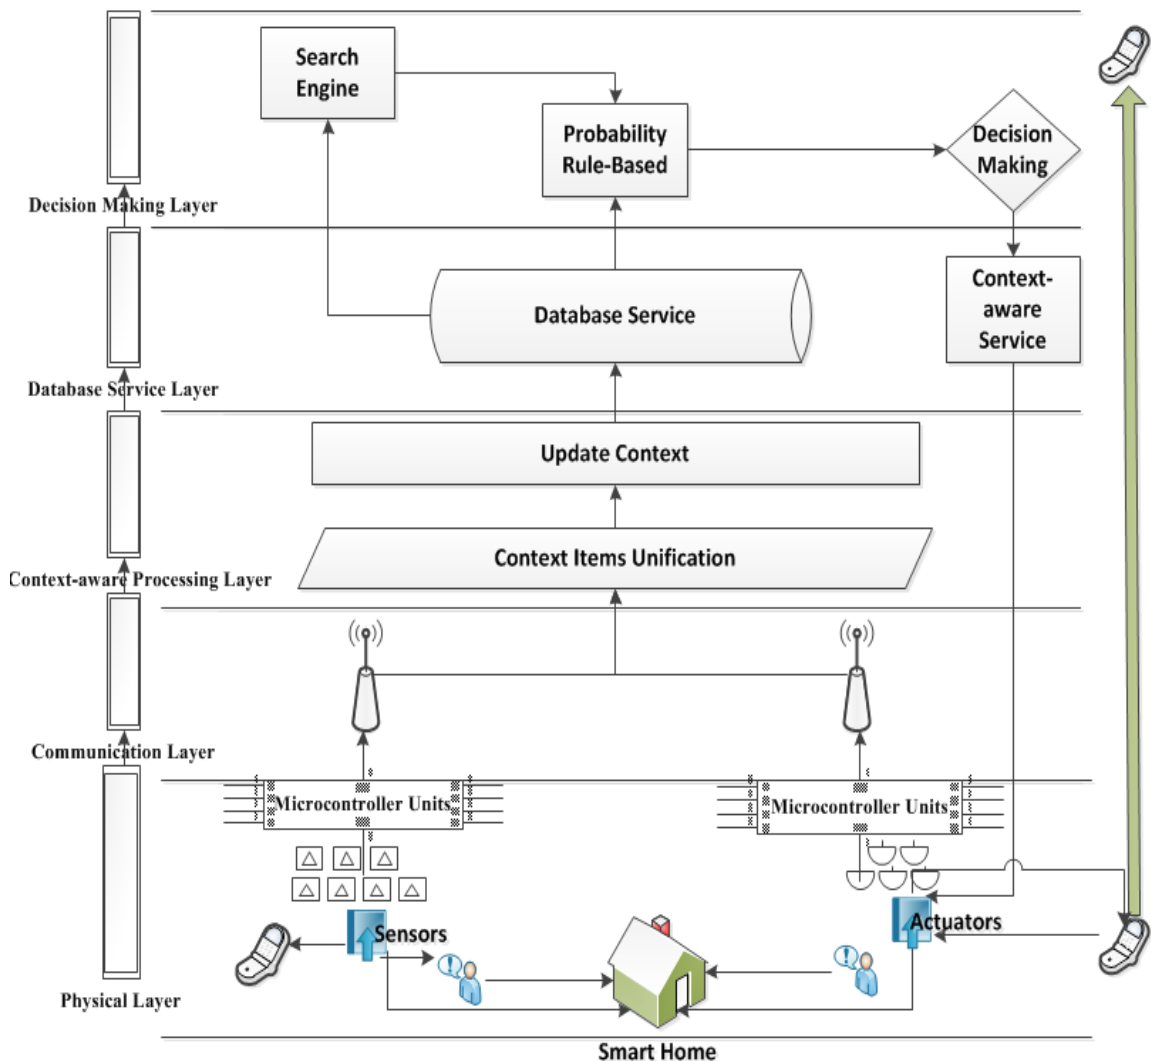 Search
Engine
Probability
Rule-Based
Decision
Making
Decision Making Layer
Context-
aware
Service
Database Service
Database Service Layer
Update Context
Context Items Unification
Context-aware Processing Layer
Communication Layer
Microcontroller Units
Microcontroller Units
Sensors
Actuators
Physical Layer
Smart Home